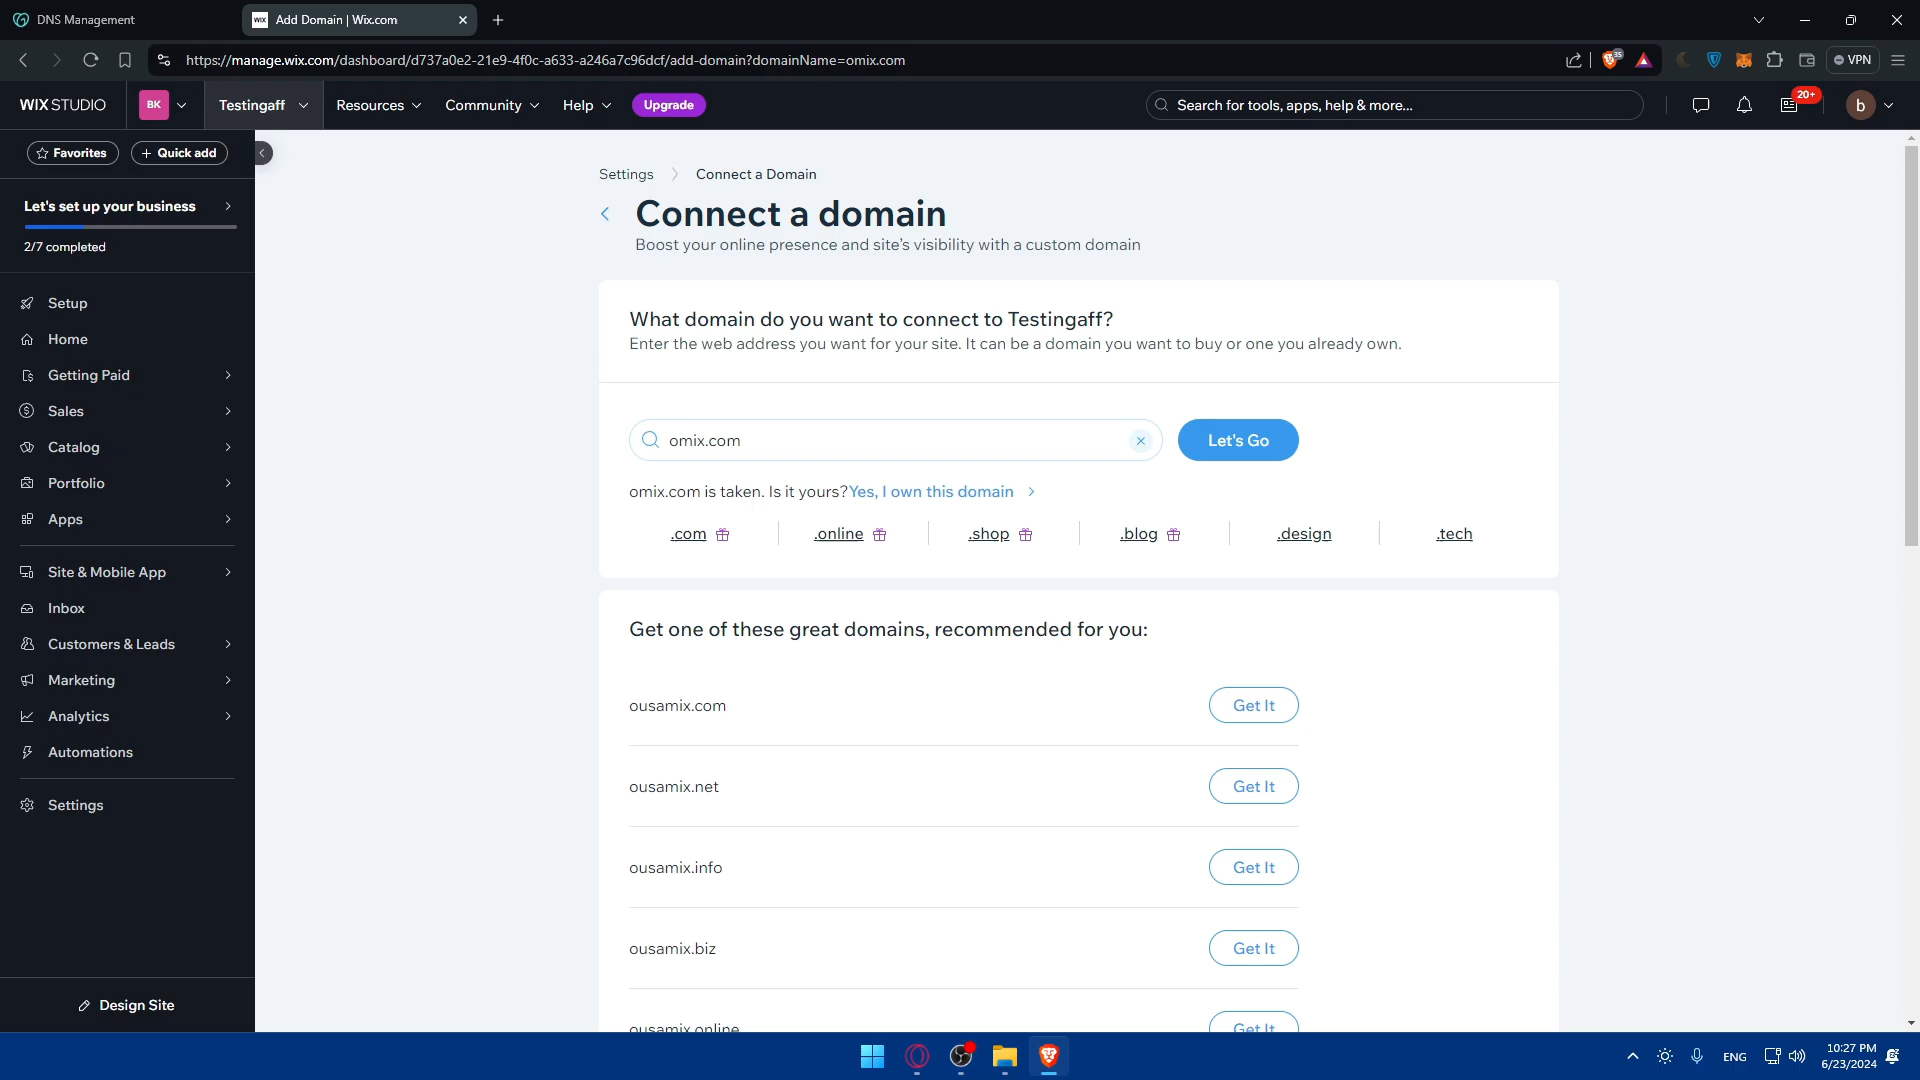 DNS Management
WIX
Add Domain | Wix.com
https://manage.wix.com/dashboard/d737a0e2-21e9-4f0c-a633-a246a7c96dcf/add-domain?domainName=omix.com
35
VPN
WIX STUDIO
BK
Testingaff
Resources
Community
Help
Upgrade
Search for tools, apps, help & more...
20+
b
Favorites
+ Quick add
Let's set up your business
2/7 completed
Setup
Home
Getting Paid
Sales
Catalog
Portfolio
Apps
Site & Mobile App
Inbox
Customers & Leads
Marketing
Analytics
Automations
Settings
Design Site
Settings
Connect a Domain
Connect a domain
Boost your online presence and site's visibility with a custom domain
What domain do you want to connect to Testingaff?
Enter the web address you want for your site. It can be a domain you want to buy or one you already own.
omix.com
Let's Go
omix.com is taken. Is it yours?Yes, I own this domain
.com
.online
.shop
.blog
.design
.tech
Get one of these great domains, recommended for you:
ousamix.com
Get It
ousamix.net
Get It
ousamix.info
Get It
ousamix.biz
Get It
ousamix.online
Get It
ENG
10:27 PM
6/23/2024